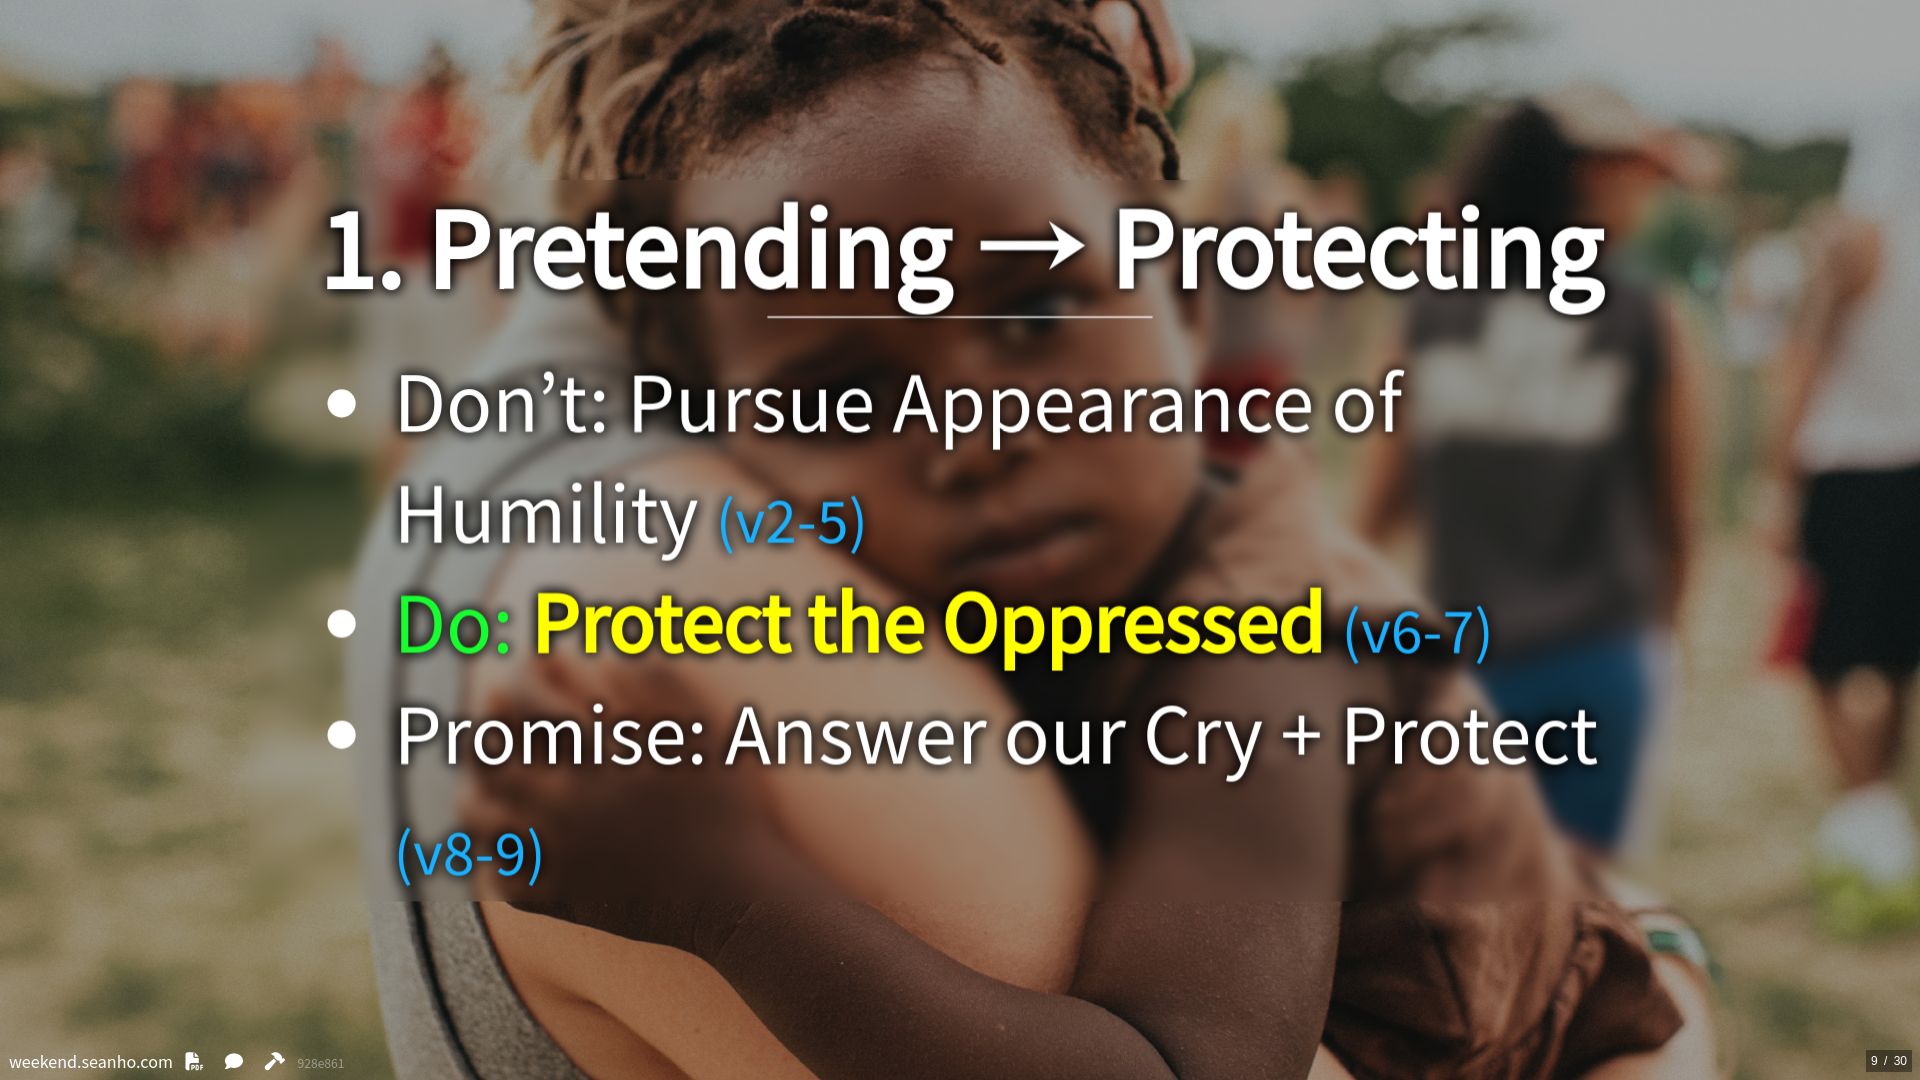 1. Pretending → Protecting
• Don’t: Pursue Appearance of
Humility (v2-5)
• Do: Protect the Oppressed (v6-7)
• Promise: Answer our Cry + Protect
(v8-9)
weekend.seanho.com PDF 928e861
9 / 30